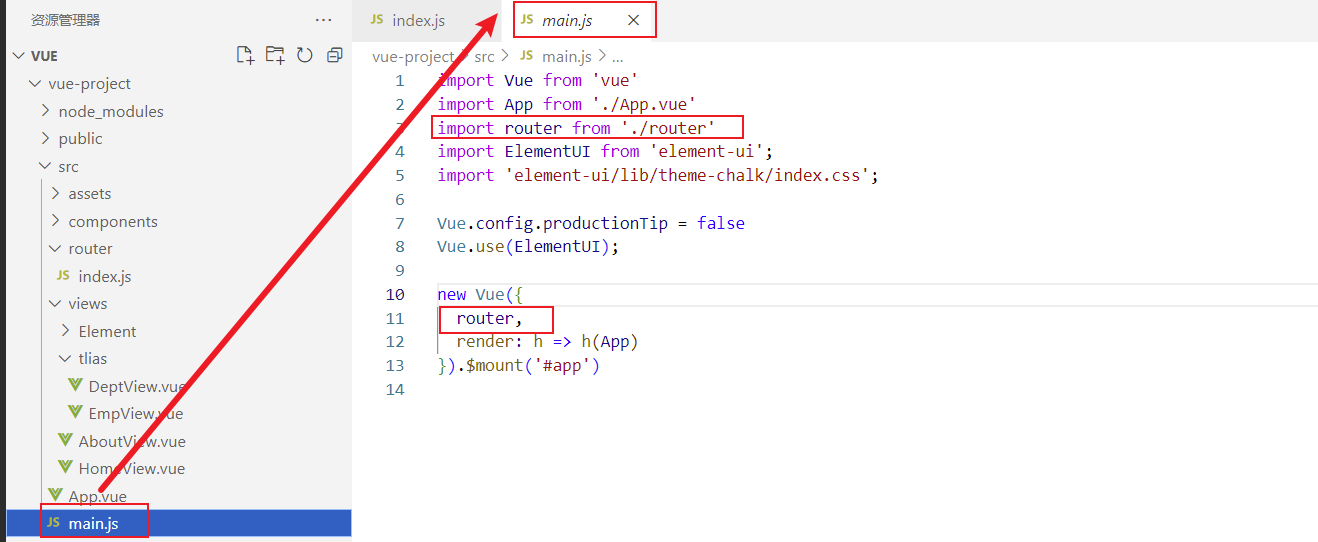 资源管理器
VUE
vue-project
node_modules
public
src
assets
components
router
JS index.js
views
Element
tlias
DeptView.vue
EmpView.vue
AboutView.vue
HomeView.vue
App.vue
JS main.js
JS index.js
JS main.js
vue-project > src > JS main.js > ...
1 import Vue from 'vue'
2 import App from './App.vue'
3 import router from './router'
4 import ElementUI from 'element-ui';
5 import 'element-ui/lib/theme-chalk/index.css';
6
7 Vue.config.productionTip = false
8 Vue.use(ElementUI);
9
10 new Vue({
11 router,
12 render: h => h(App)
13 }).$mount('#app')
14